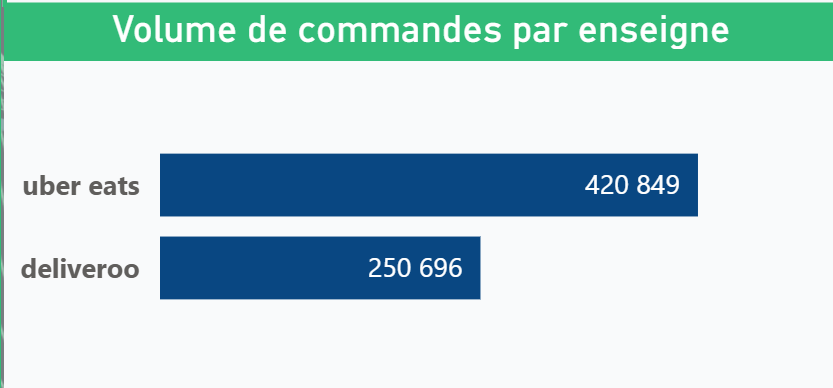 Volume de commandes par enseigne
uber eats 420 849
deliveroo 250 696